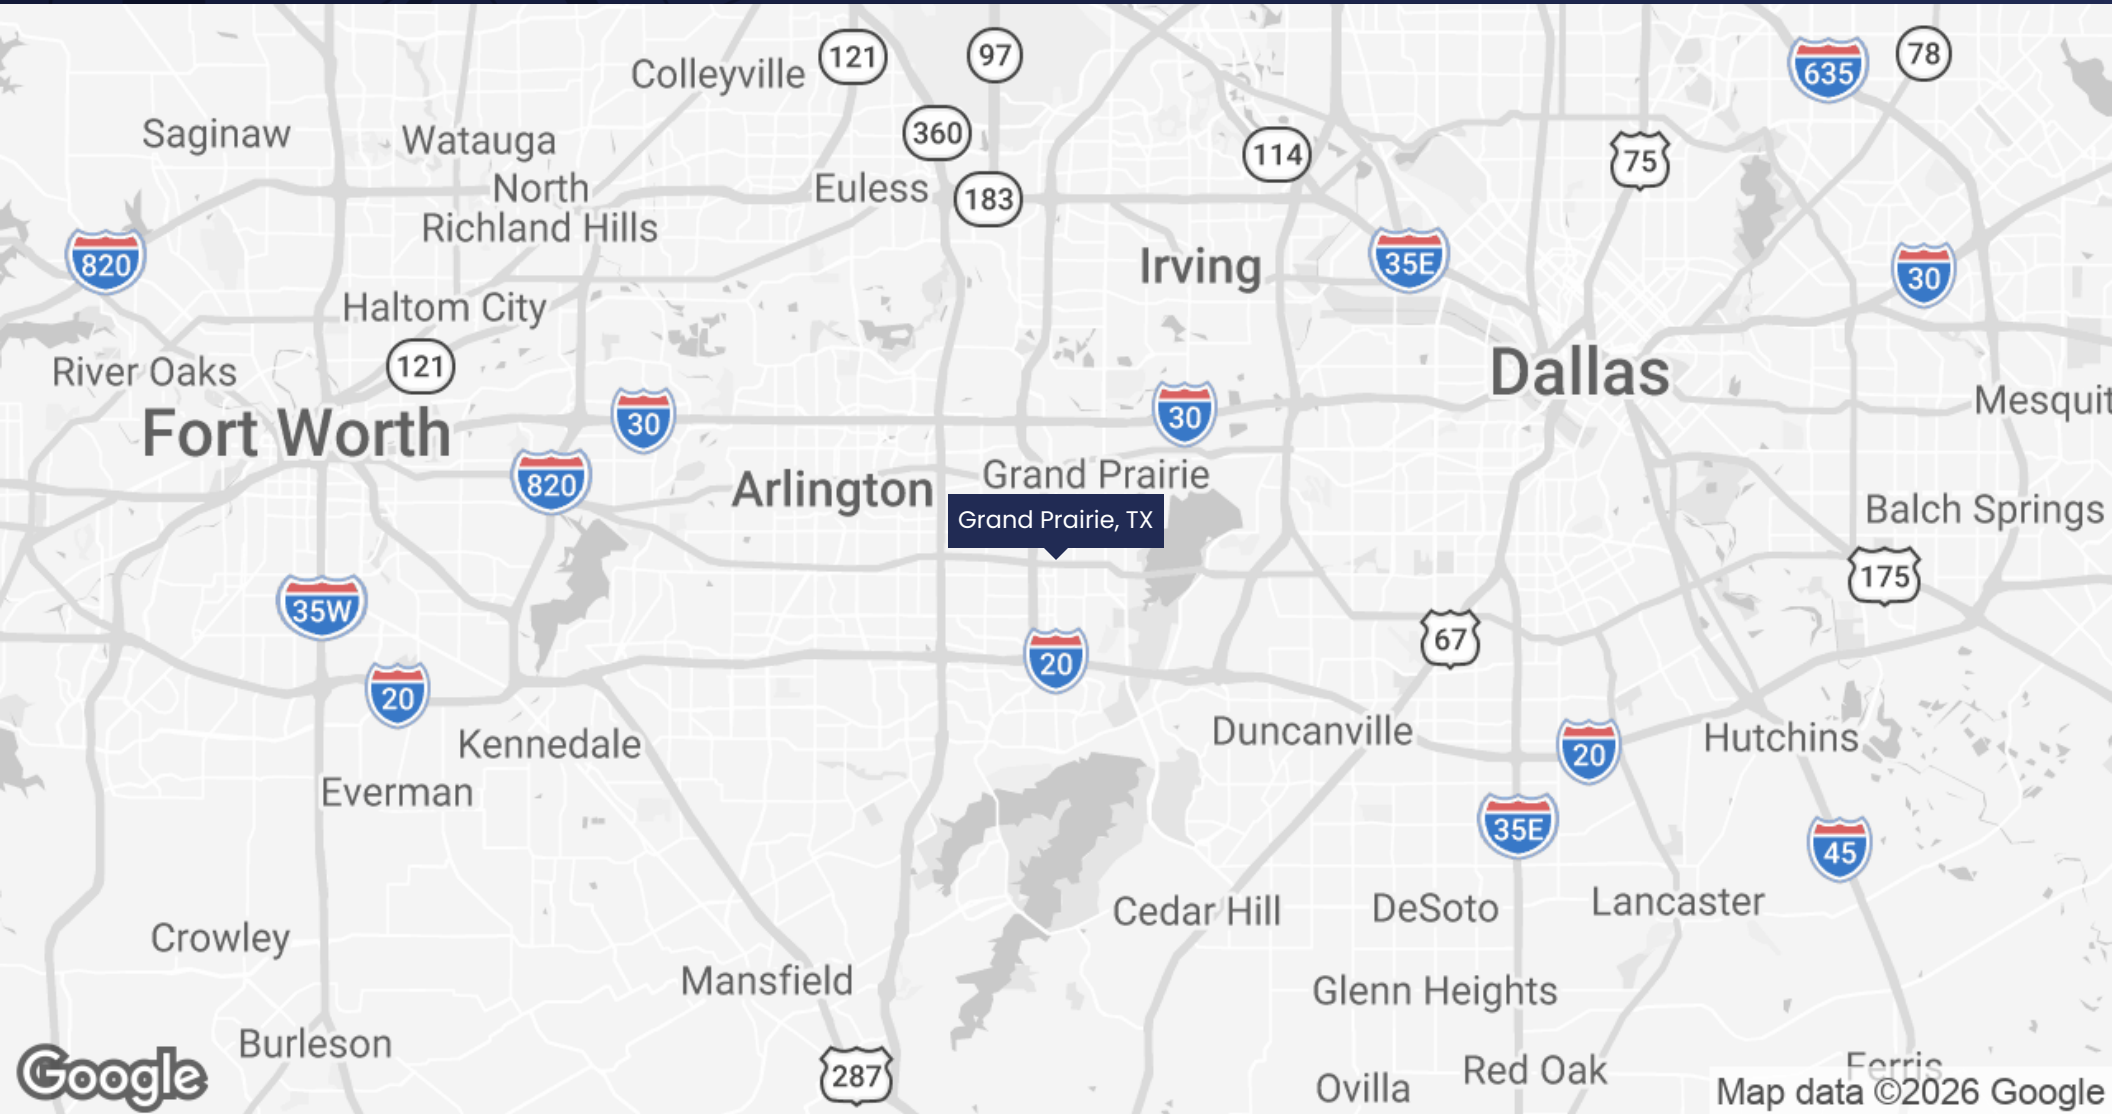 121
97
635
78
Colleyville
Saginaw
Watauga
360
114
75
North
Richland Hills
Euless
183
820
Irving
35E
30
Haltom City
River Oaks
121
Dallas
Mesquit
Fort Worth
30
30
820
Arlington
Grand Prairie
Grand Prairie, TX
Balch Springs
175
35W
67
20
20
Kennedale
Duncanville
20
Hutchins
Everman
35E
45
Crowley
Cedar Hill
DeSoto
Lancaster
Mansfield
Glenn Heights
Burleson
287
Ovilla
Red Oak
Ferris
Google
Map data ©2026 Google